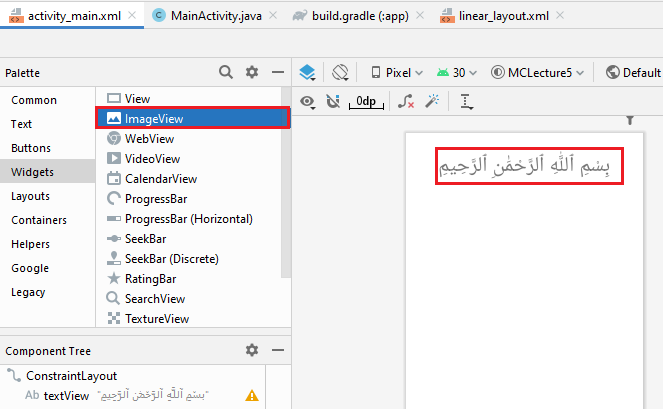 activity_main.xml MainActivity.java build.gradle (:app) linear_layout.xml
Palette Pixel 30 MCLecture5 Default
Common
Text
Buttons
Widgets
Layouts
Containers
Helpers
Google
Legacy
View
ImageView
WebView
VideoView
CalendarView
ProgressBar
ProgressBar (Horizontal)
SeekBar
SeekBar (Discrete)
RatingBar
SearchView
TextureView
0dp
بِسْمِ ٱللَّهِ ٱلرَّحْمَٰنِ ٱلرَّحِيمِ
Component Tree
ConstraintLayout
Ab textView "بِسْمِ ٱللَّهِ ٱلرَّحْمَٰنِ ٱلرَّحِيمِ"